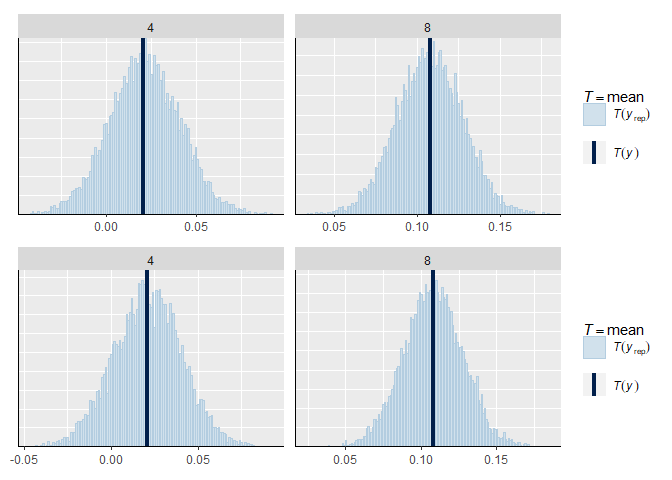 4
8
0.00 0.05
0.05 0.10 0.15
T = mean
T(yrep)
T(y)
4
8
-0.05 0.00 0.05
0.05 0.10 0.15
T = mean
T(yrep)
T(y)